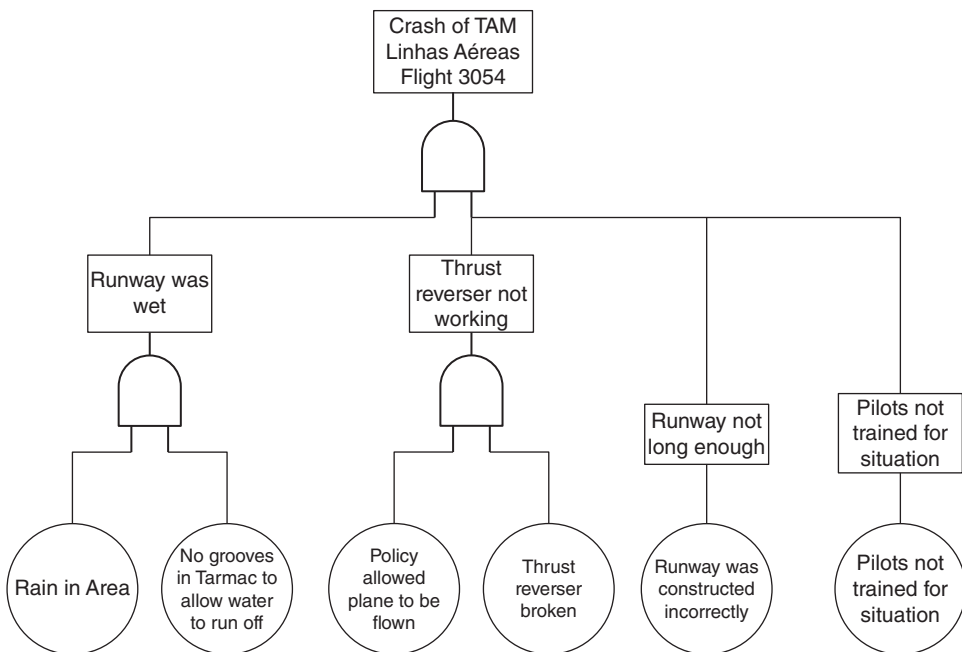 Crash of TAM
Linhas Aéreas
Flight 3054
Runway was
wet
Thrust
reverser not
working
Runway not
long enough
Pilots not
trained for
situation
Rain in Area
No grooves
in Tarmac to
allow water
to run off
Policy
allowed
plane to be
flown
Thrust
reverser
broken
Runway was
constructed
incorrectly
Pilots not
trained for
situation